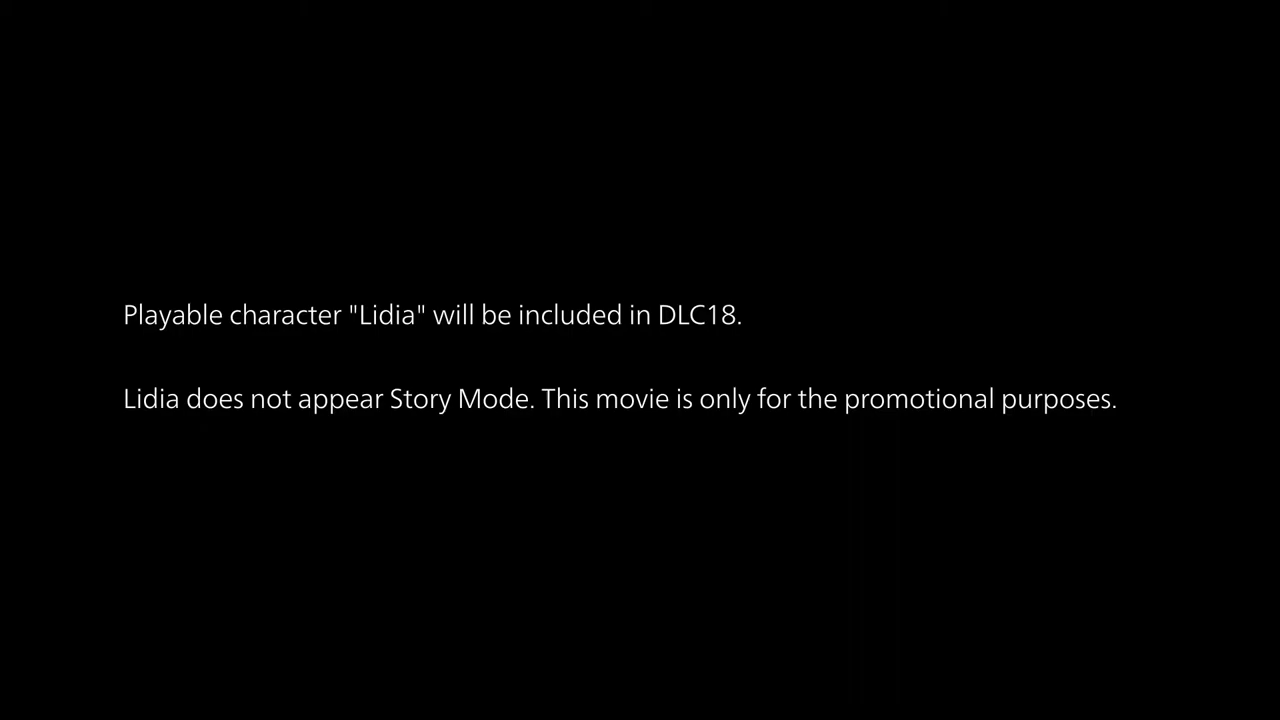 Playable character "Lidia" will be included in DLC18.
Lidia does not appear Story Mode. This movie is only for the promotional purposes.